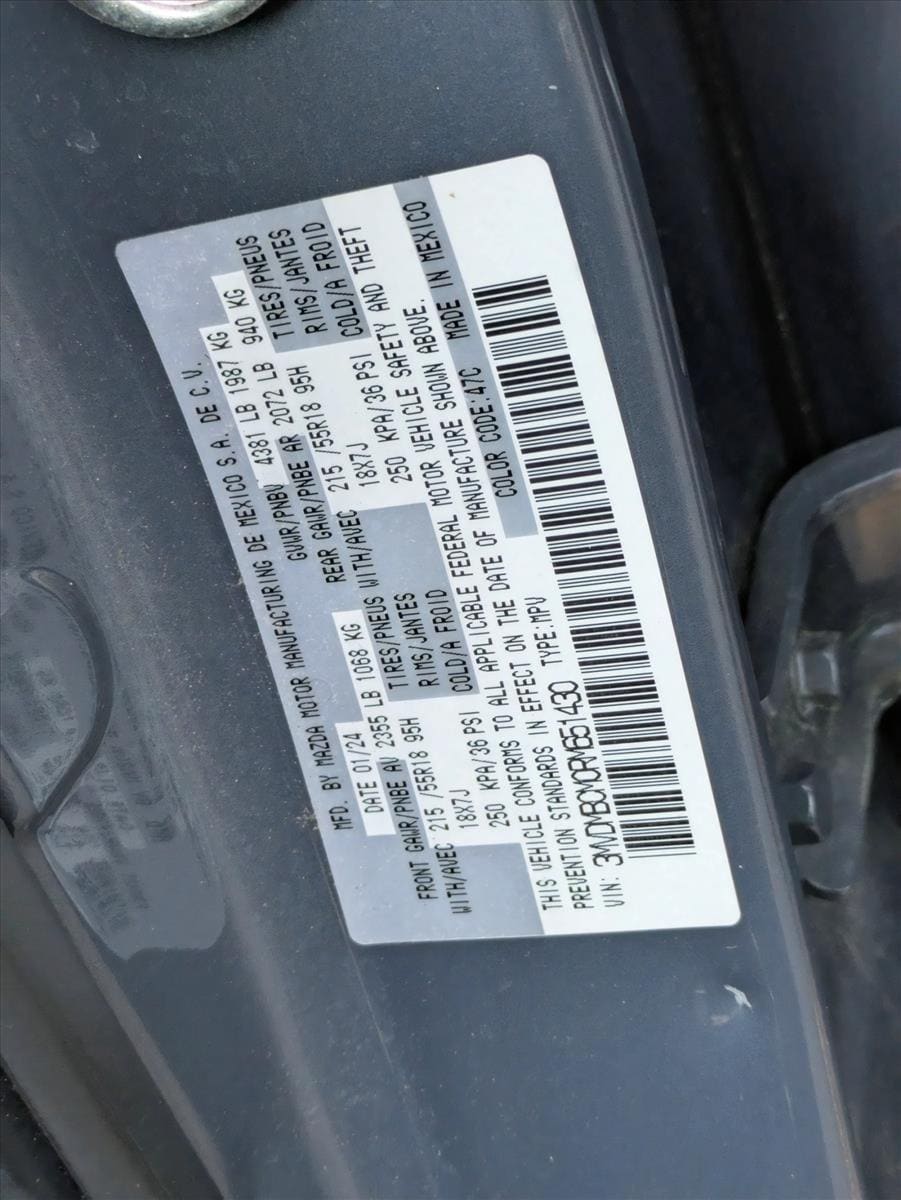 MFD. BY MAZDA MOTOR MANUFACTURING DE MEXICO S.A. DE C.V.
DATE 01/24 GVWR/PNBV 4381 LB 1987 KG
FRONT GAWR/PNBE AV 2355 LB 1068 KG GVWR/PNBE AR 2072 LB 940 KG
WITH/AVEC 215 /55R18 95H TIRES/PNEUS WITH/AVEC 215 /55R18 95H TIRES/PNEUS
REAR GAWR/PNBE AR
18X7J RIMS/JANTES 18X7J RIMS/JANTES
250 KPA/36 PSI COLD/A FROID 250 KPA/36 PSI COLD/A FROID
THIS VEHICLE CONFORMS TO ALL APPLICABLE FEDERAL MOTOR VEHICLE SAFETY AND THEFT
PREVENTION STANDARDS IN EFFECT ON THE DATE OF MANUFACTURE SHOWN ABOVE.
VIN: 3MVDMBCM0RM651430 TYPE:MPV COLOR CODE:47C MADE IN MEXICO